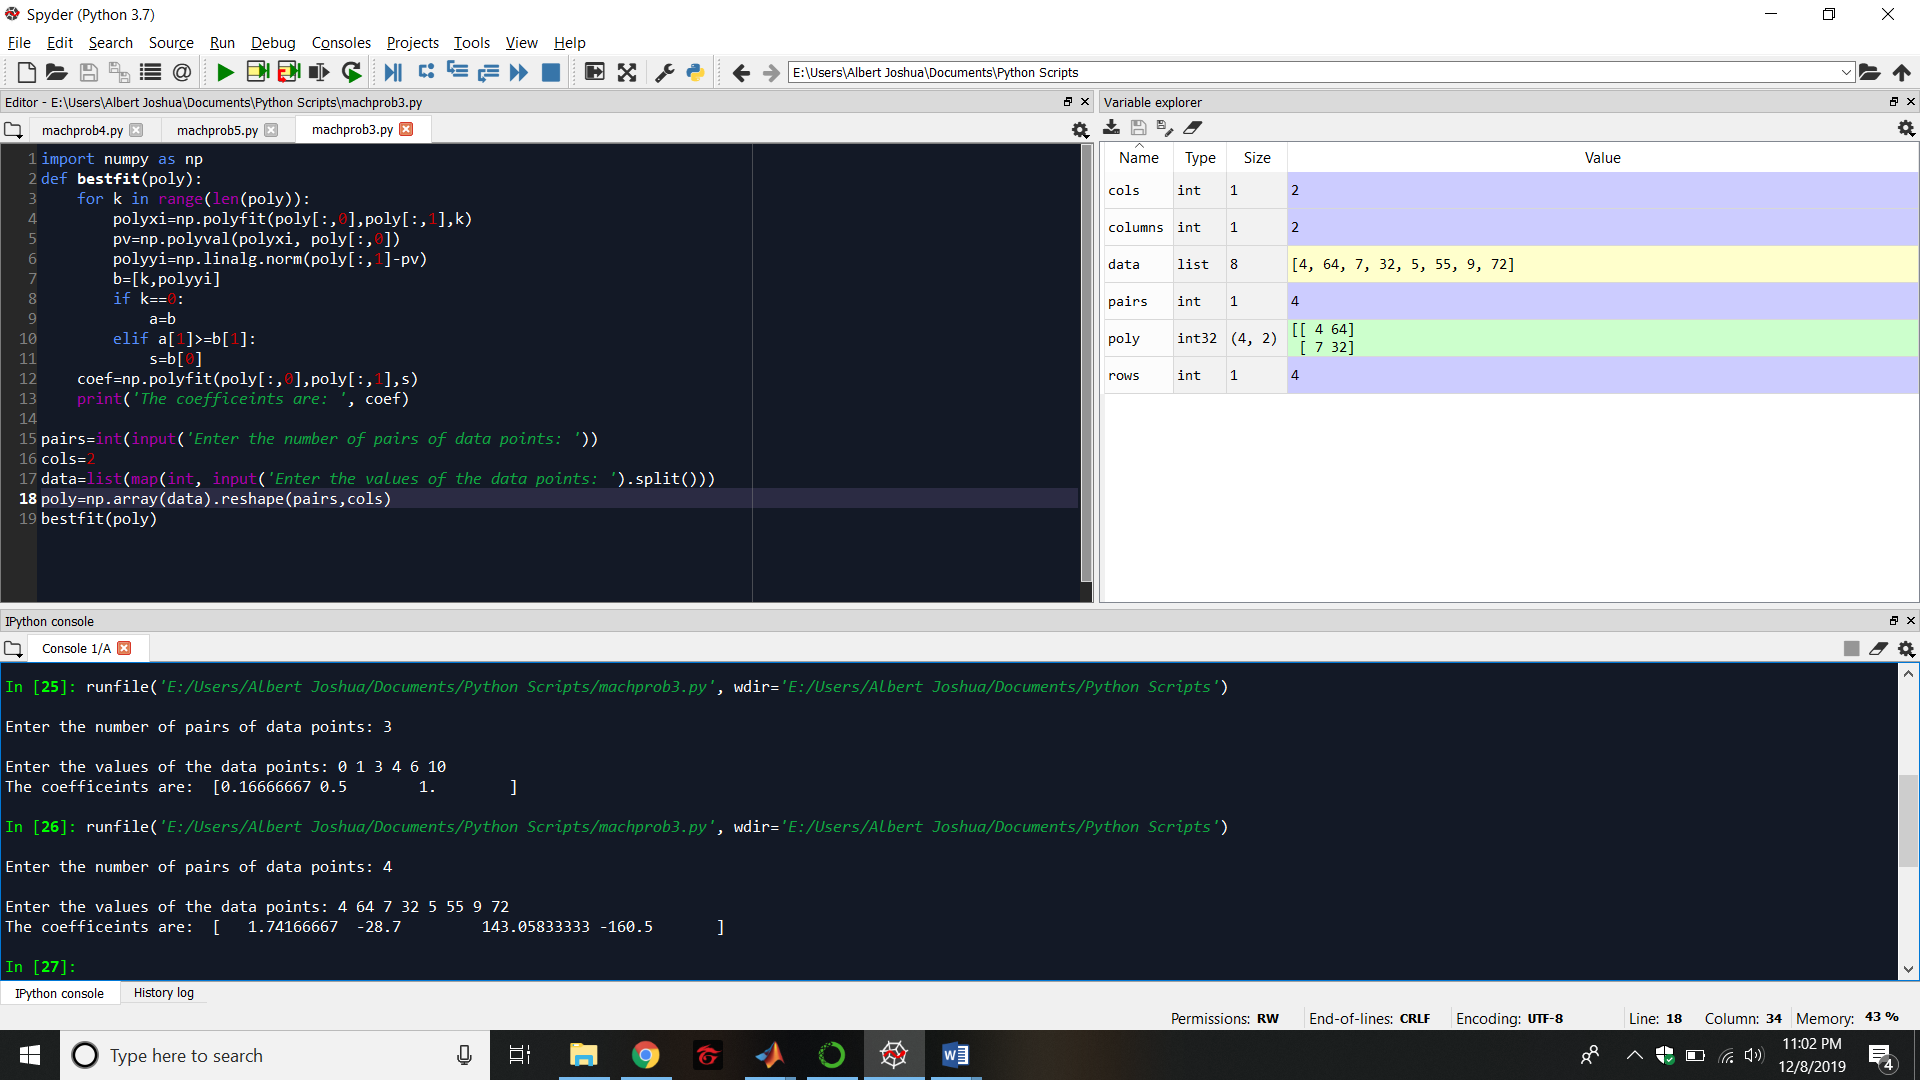 Spyder (Python 3.7)
File Edit Search Source Run Debug Consoles Projects Tools View Help
E:\Users\Albert Joshua\Documents\Python Scripts
Editor - E:\Users\Albert Joshua\Documents\Python Scripts\machprob3.py
machprob4.py machprob5.py machprob3.py
1 import numpy as np
2 def bestfit(poly):
3     for k in range(len(poly)):
4         polyxi=np.polyfit(poly[:,0],poly[:,1],k)
5         pv=np.polyval(polyxi, poly[:,0])
6         polyyi=np.linalg.norm(poly[:,1]-pv)
7         b=[k,polyyi]
8         if k==0:
9             a=b
10         elif a[1]>=b[1]:
11             s=b[0]
12     coef=np.polyfit(poly[:,0],poly[:,1],s)
13     print('The coefficeints are: ', coef)
14
15 pairs=int(input('Enter the number of pairs of data points: '))
16 cols=2
17 data=list(map(int, input('Enter the values of the data points: ').split()))
18 poly=np.array(data).reshape(pairs,cols)
19 bestfit(poly)
Variable explorer
Name Type Size Value
cols int 1 2
columns int 1 2
data list 8 [4, 64, 7, 32, 5, 55, 9, 72]
pairs int 1 4
poly int32 (4, 2) [[ 4 64]
[ 7 32]
rows int 1 4
IPython console
Console 1/A
In [25]: runfile('E:/Users/Albert Joshua/Documents/Python Scripts/machprob3.py', wdir='E:/Users/Albert Joshua/Documents/Python Scripts')
Enter the number of pairs of data points: 3
Enter the values of the data points: 0 1 3 4 6 10
The coefficeints are:  [0.16666667 0.5        1.        ]
In [26]: runfile('E:/Users/Albert Joshua/Documents/Python Scripts/machprob3.py', wdir='E:/Users/Albert Joshua/Documents/Python Scripts')
Enter the number of pairs of data points: 4
Enter the values of the data points: 4 64 7 32 5 55 9 72
The coefficeints are:  [   1.74166667  -28.7         143.05833333 -160.5       ]
In [27]:
IPython console History log
Permissions: RW End-of-lines: CRLF Encoding: UTF-8 Line: 18 Column: 34 Memory: 43 %
Type here to search
11:02 PM
12/8/2019
4